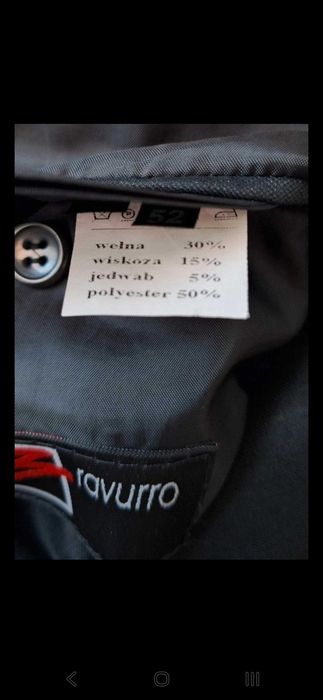 52
wełna 30%
wiskoza 15%
jedwab 5%
polyester 50%
ravurro